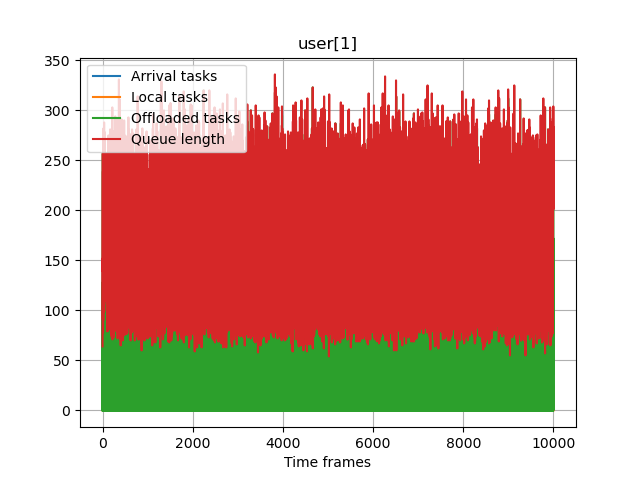 user[1]
350
300
250
200
150
100
50
0
Arrival tasks
Local tasks
Offloaded tasks
Queue length
0 2000 4000 6000 8000 10000
Time frames